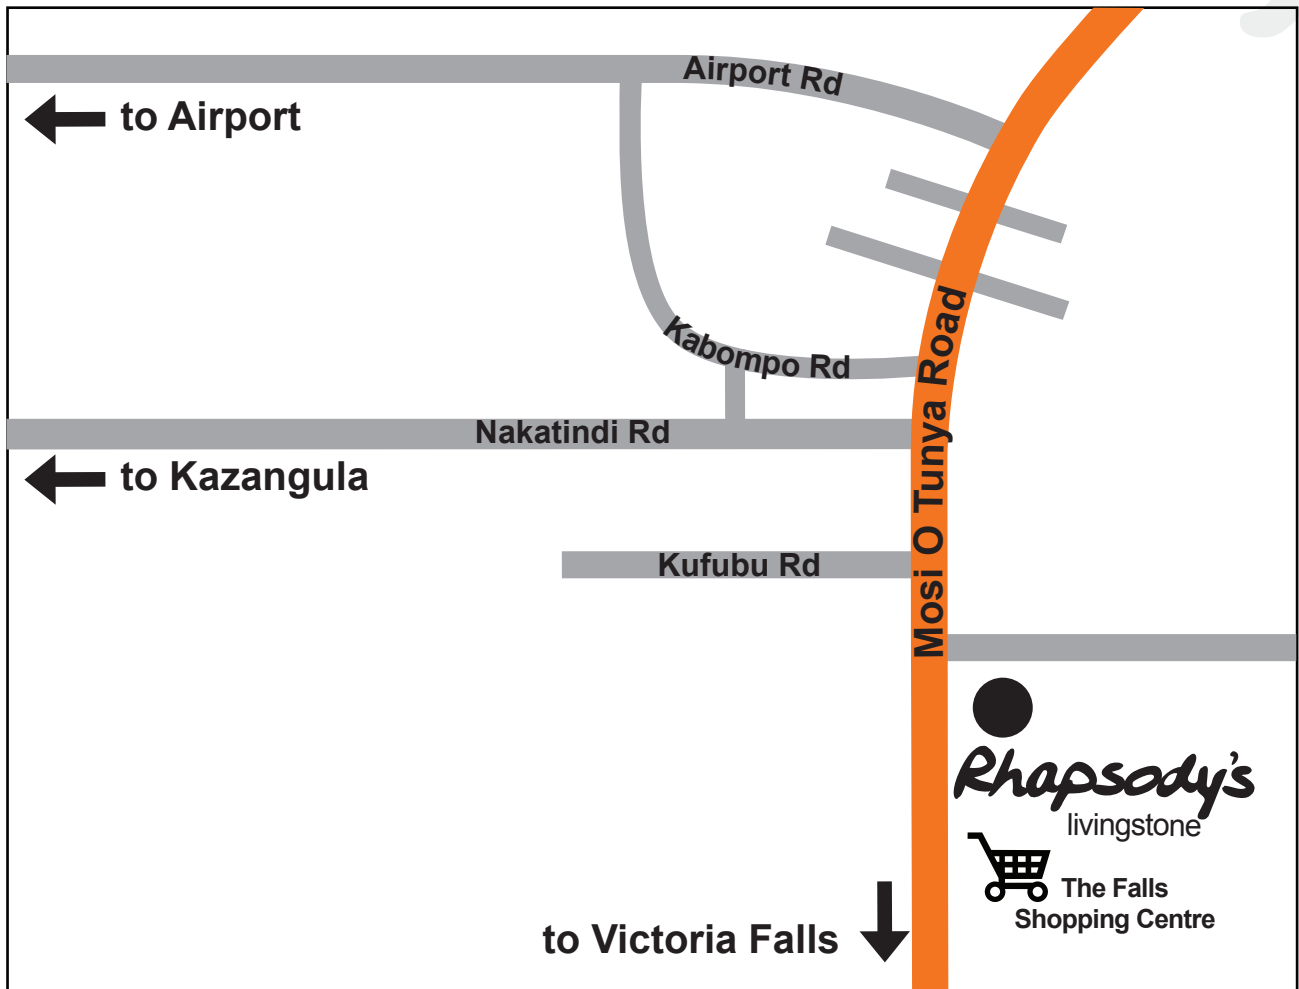 Airport Rd
to Airport
Kabompo Rd
Mosi O Tunya Road
Nakatindi Rd
to Kazangula
Kufubu Rd
Rhapsody's
livingstone
The Falls
Shopping Centre
to Victoria Falls